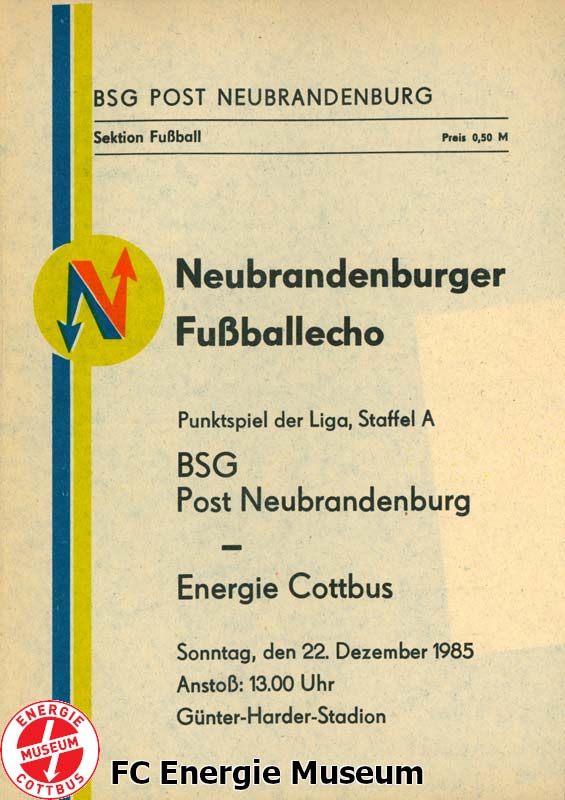 BSG POST NEUBRANDENBURG
Sektion Fußball
Preis 0,50 M
Neubrandenburger
Fußballecho
Punktspiel der Liga, Staffel A
BSG
Post Neubrandenburg
–
Energie Cottbus
Sonntag, den 22. Dezember 1985
Anstoß: 13.00 Uhr
Günter-Harder-Stadion
ENERGIE
MUSEUM
COTTBUS
FC Energie Museum